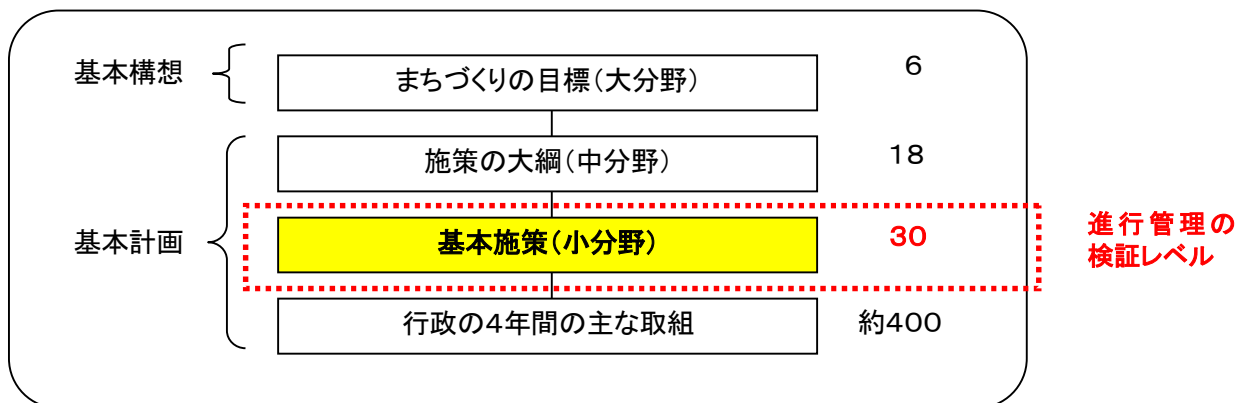 基本構想
まちづくりの目標(大分野)
6
施策の大綱(中分野)
18
基本計画
基本施策(小分野)
30
進行管理の
検証レベル
行政の4年間の主な取組
約400